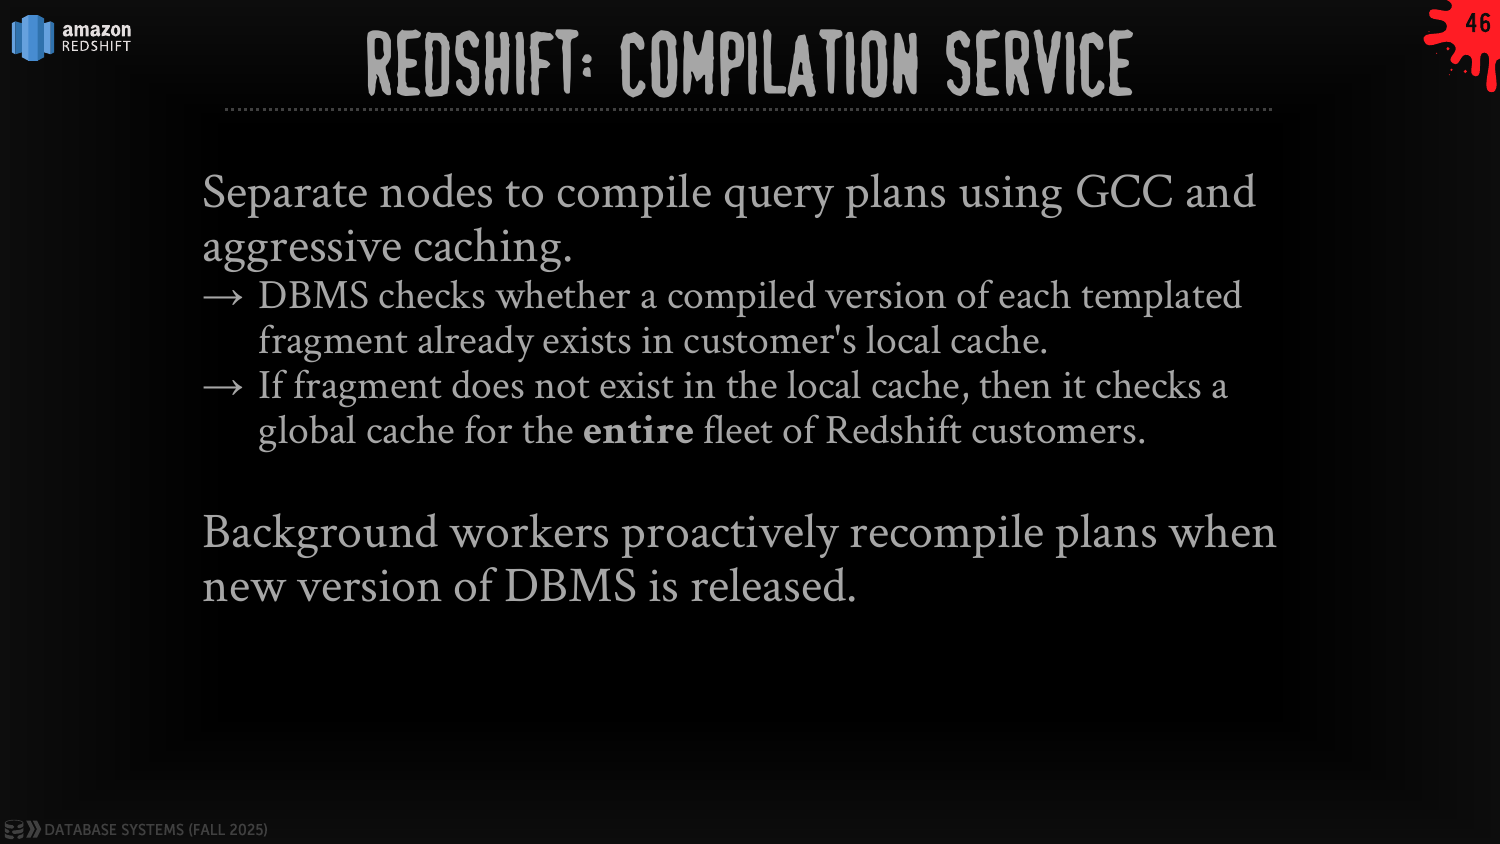 amazon
REDSHIFT
REDSHIFT: COMPILATION SERVICE
46
Separate nodes to compile query plans using GCC and
aggressive caching.
→ DBMS checks whether a compiled version of each templated
fragment already exists in customer's local cache.
→ If fragment does not exist in the local cache, then it checks a
global cache for the entire fleet of Redshift customers.
Background workers proactively recompile plans when
new version of DBMS is released.
DATABASE SYSTEMS (FALL 2025)